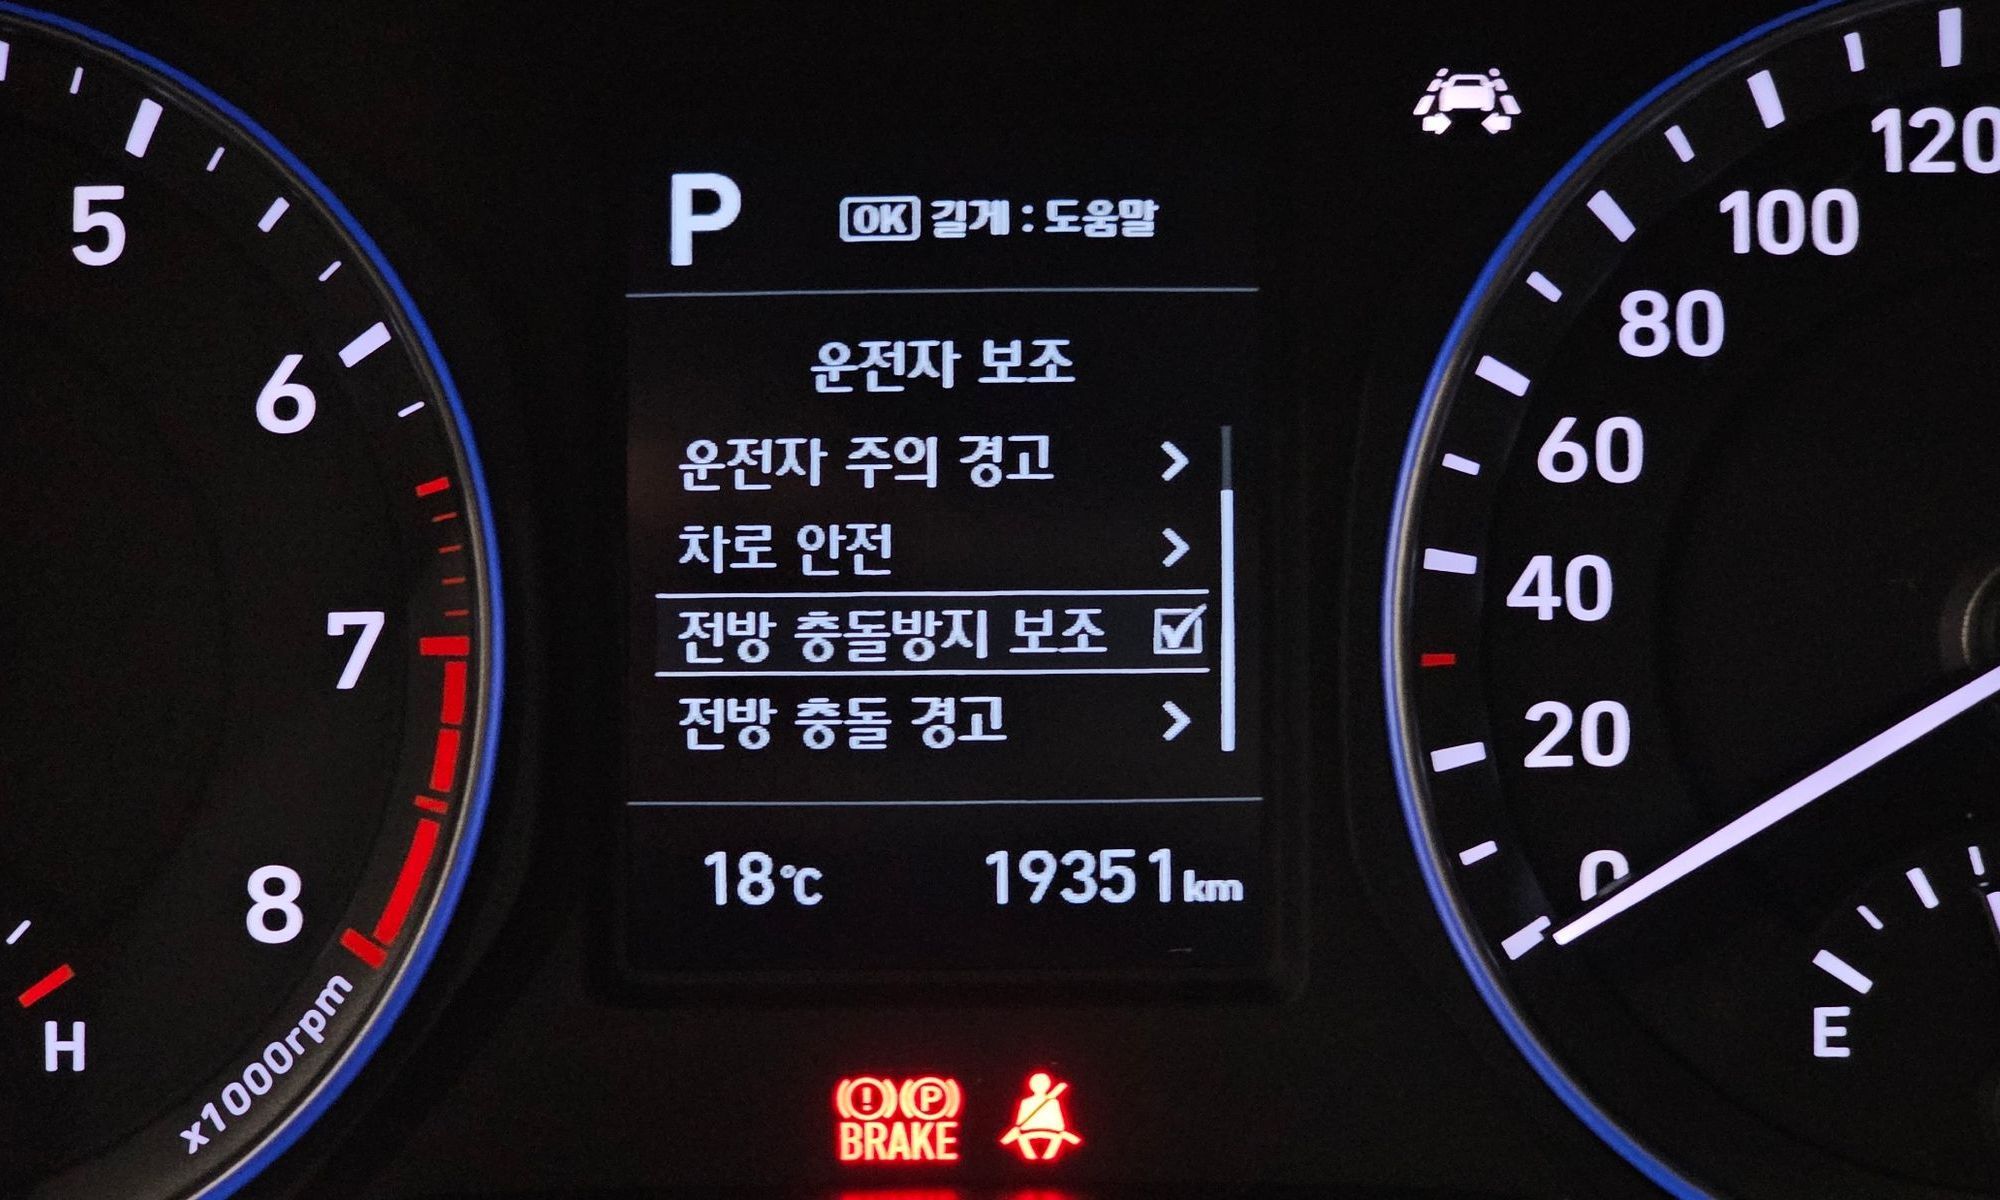 P
OK 길게 : 도움말
운전자 보조
운전자 주의 경고
차로 안전
전방 충돌방지 보조
전방 충돌 경고
18℃ 19351km
5
6
7
8
x1000rpm
H
120
100
80
60
40
20
0
E
(!) (P)
BRAKE